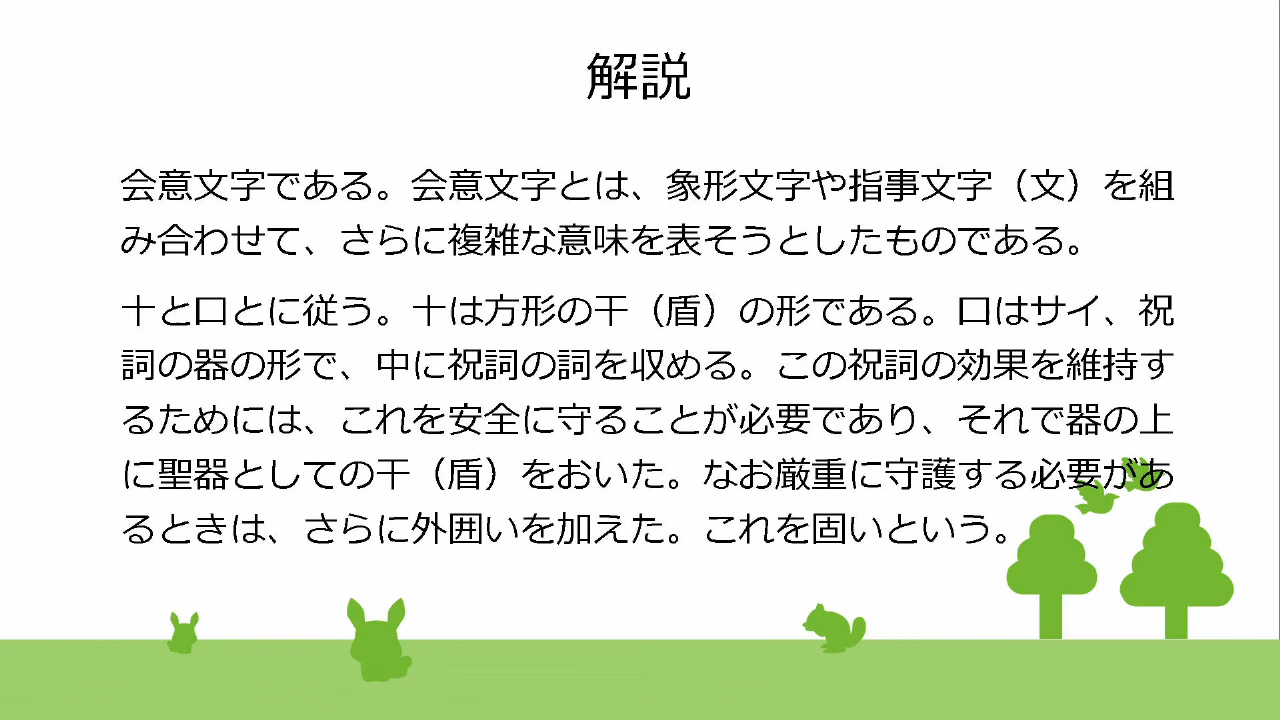 解説
会意文字である。会意文字とは、象形文字や指事文字（文）を組
み合わせて、さらに複雑な意味を表そうとしたものである。
十と口とに従う。十は方形の干（盾）の形である。口はサイ、祝
詞の器の形で、中に祝詞の詞を収める。この祝詞の効果を維持す
るためには、これを安全に守ることが必要であり、それで器の上
に聖器としての干（盾）をおいた。なお厳重に守護する必要があ
るときは、さらに外囲いを加えた。これを固いという。